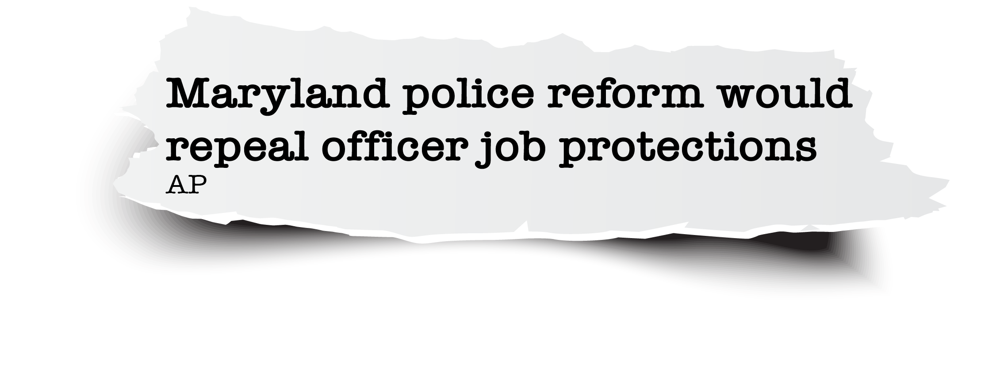 Maryland police reform would
repeal officer job protections
AP